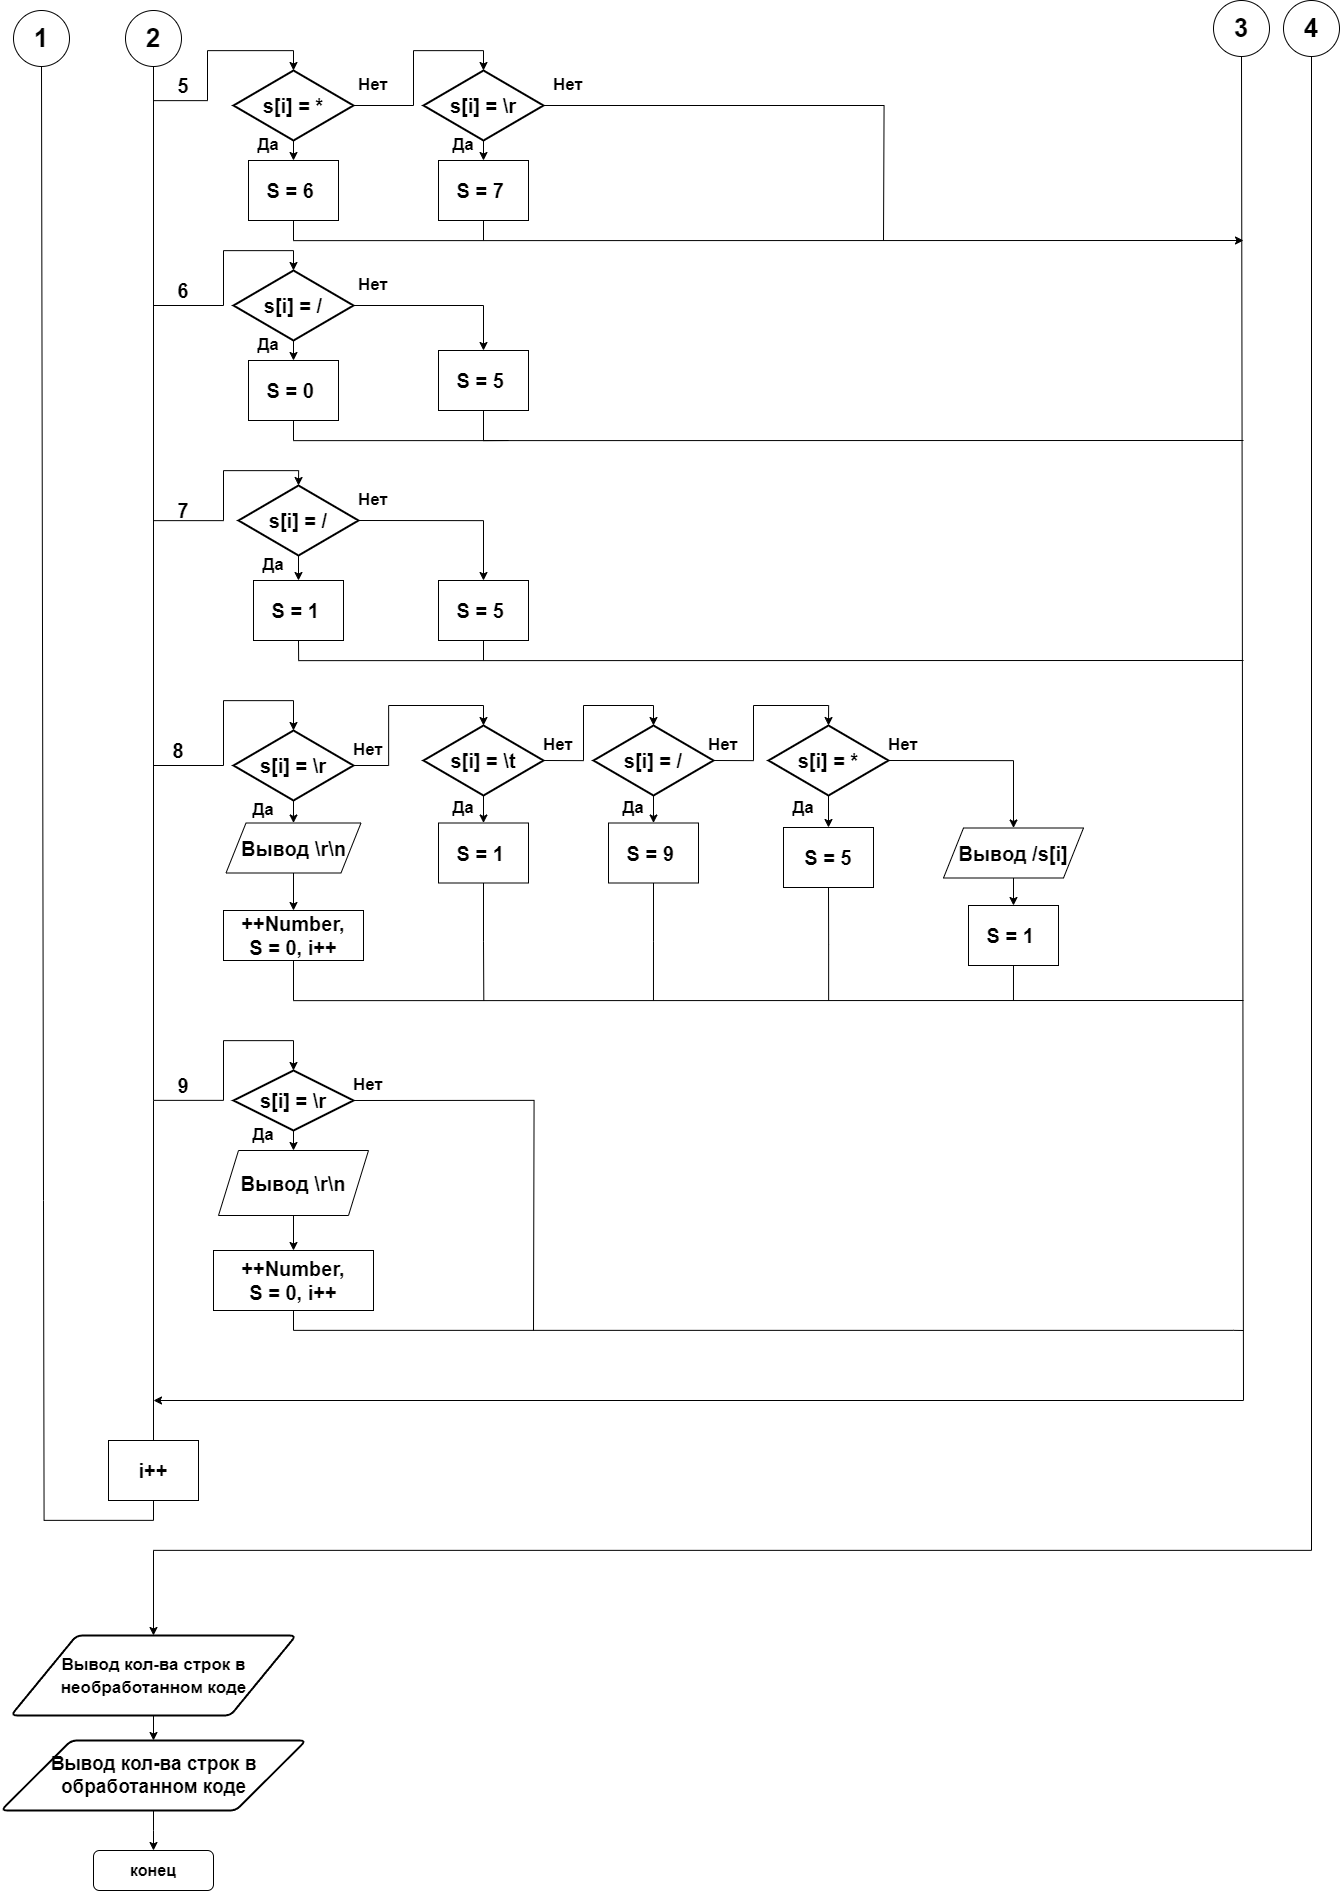 1
2
3
4
5
s[i] = *
Нет
s[i] = \r
Нет
Да
Да
S = 6
S = 7
6
s[i] = /
Нет
Да
S = 0
S = 5
7
s[i] = /
Нет
Да
S = 1
S = 5
8
s[i] = \r
Нет
s[i] = \t
Нет
s[i] = /
Нет
s[i] = *
Нет
Да
Да
Да
Да
Вывод \r\n
S = 1
S = 9
S = 5
Вывод /s[i]
++Number,
S = 0, i++
S = 1
9
s[i] = \r
Нет
Да
Вывод \r\n
++Number,
S = 0, i++
i++
Вывод кол-ва строк в
необработанном коде
Вывод кол-ва строк в
обработанном коде
конец